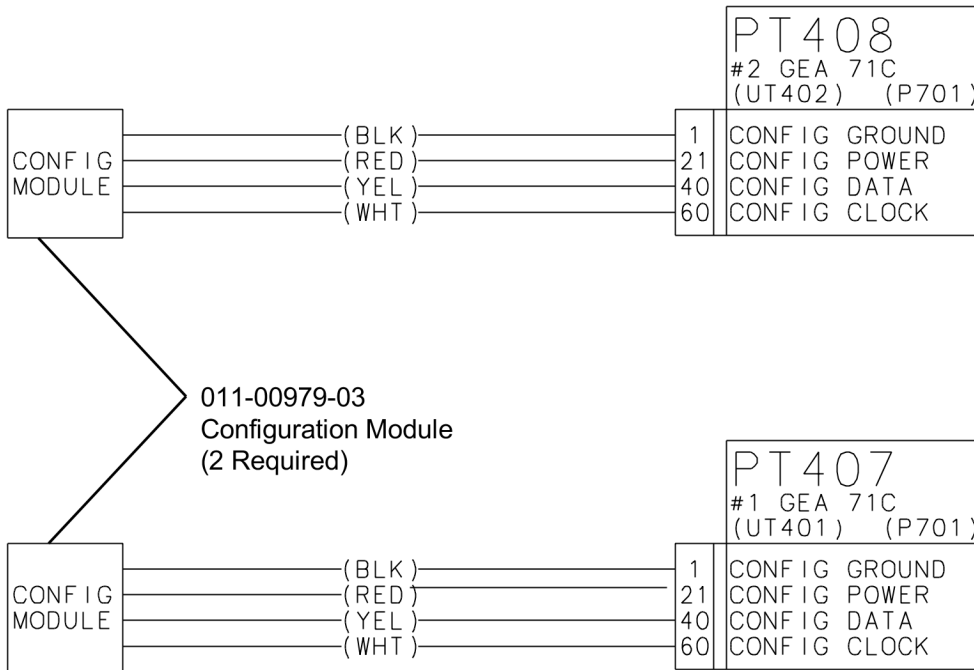 PT408
#2 GEA 71C
(UT402) (P701)
CONFIG
MODULE
(BLK) 1 CONFIG GROUND
(RED) 21 CONFIG POWER
(YEL) 40 CONFIG DATA
(WHT) 60 CONFIG CLOCK
011-00979-03
Configuration Module
(2 Required)
PT407
#1 GEA 71C
(UT401) (P701)
CONFIG
MODULE
(BLK) 1 CONFIG GROUND
(RED) 21 CONFIG POWER
(YEL) 40 CONFIG DATA
(WHT) 60 CONFIG CLOCK